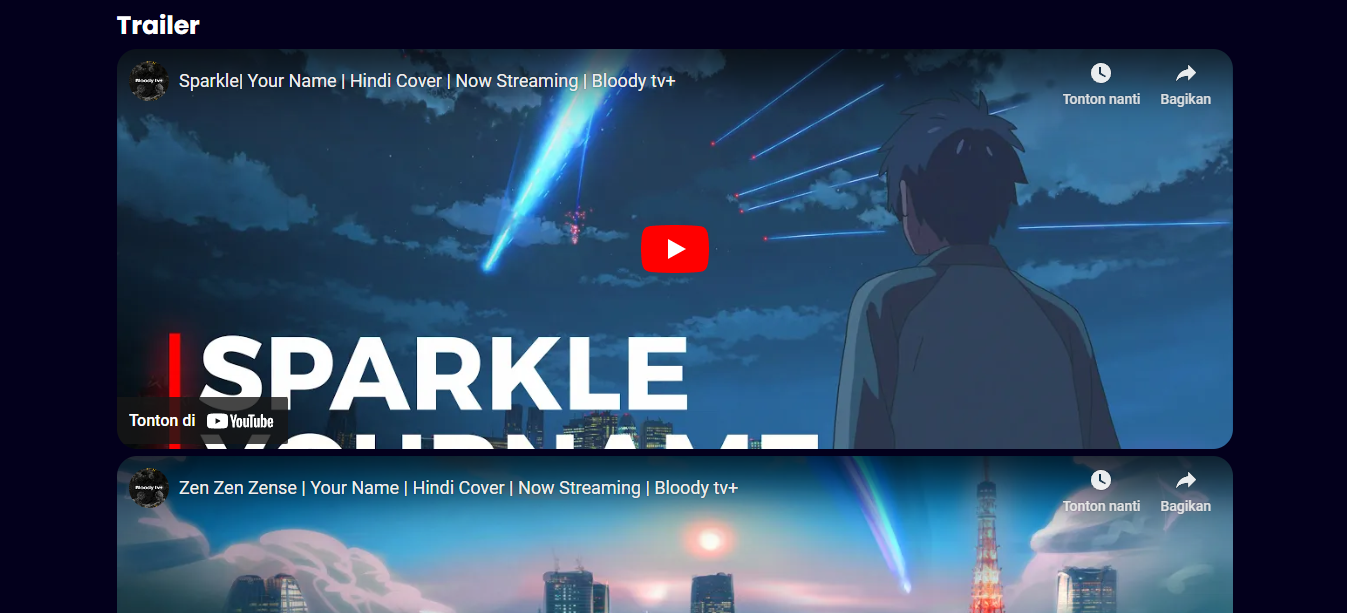 Trailer
Bloody tv+
Sparkle| Your Name | Hindi Cover | Now Streaming | Bloody tv+
Tonton nanti
Bagikan
SPARKLE
YOURNAME
Tonton di YouTube
Bloody tv+
Zen Zen Zense | Your Name | Hindi Cover | Now Streaming | Bloody tv+
Tonton nanti
Bagikan